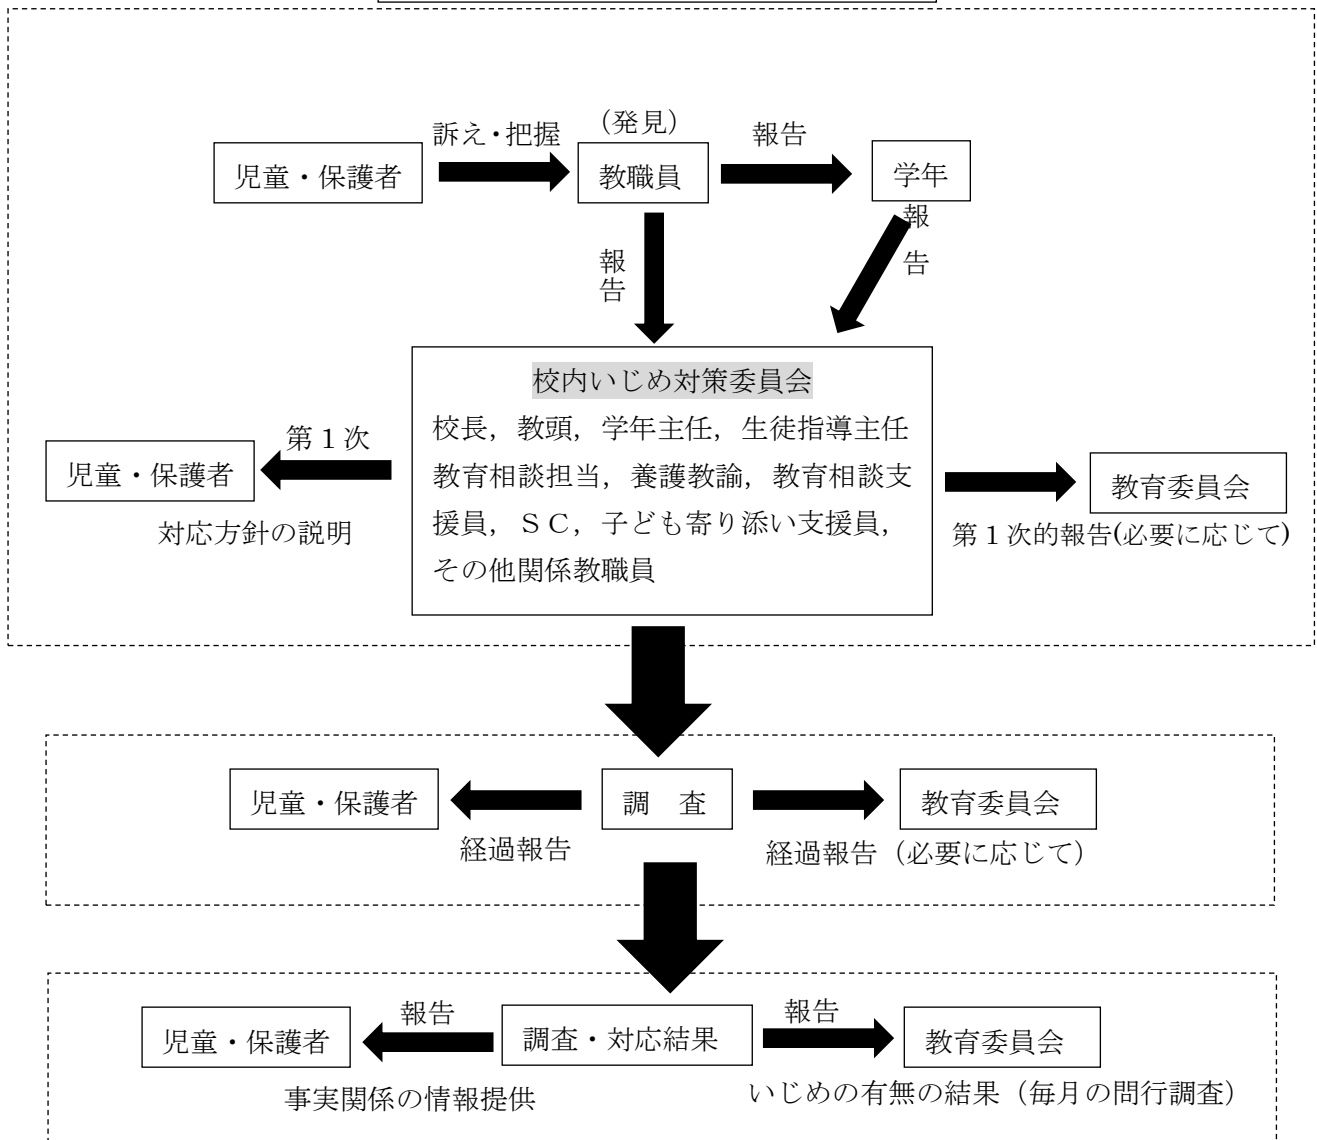 (発見)
訴え・把握
報告
児童・保護者
教職員
学年
報告
報告
校内いじめ対策委員会
校長，教頭，学年主任，生徒指導主任
教育相談担当，養護教諭，教育相談支
援員，ＳＣ，子ども寄り添い支援員，
その他関係教職員
第１次
児童・保護者
対応方針の説明
教育委員会
第１次的報告(必要に応じて)
児童・保護者
調　査
教育委員会
経過報告
経過報告（必要に応じて）
報告
報告
児童・保護者
調査・対応結果
教育委員会
事実関係の情報提供
いじめの有無の結果（毎月の問行調査）